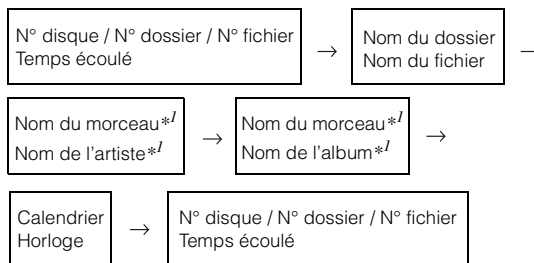 N° disque / N° dossier / N° fichier
Temps écoulé
→
Nom du dossier
Nom du fichier
–
Nom du morceau*1
Nom de l'artiste*1
→
Nom du morceau*1
Nom de l'album*1
→
Calendrier
Horloge
→
N° disque / N° dossier / N° fichier
Temps écoulé